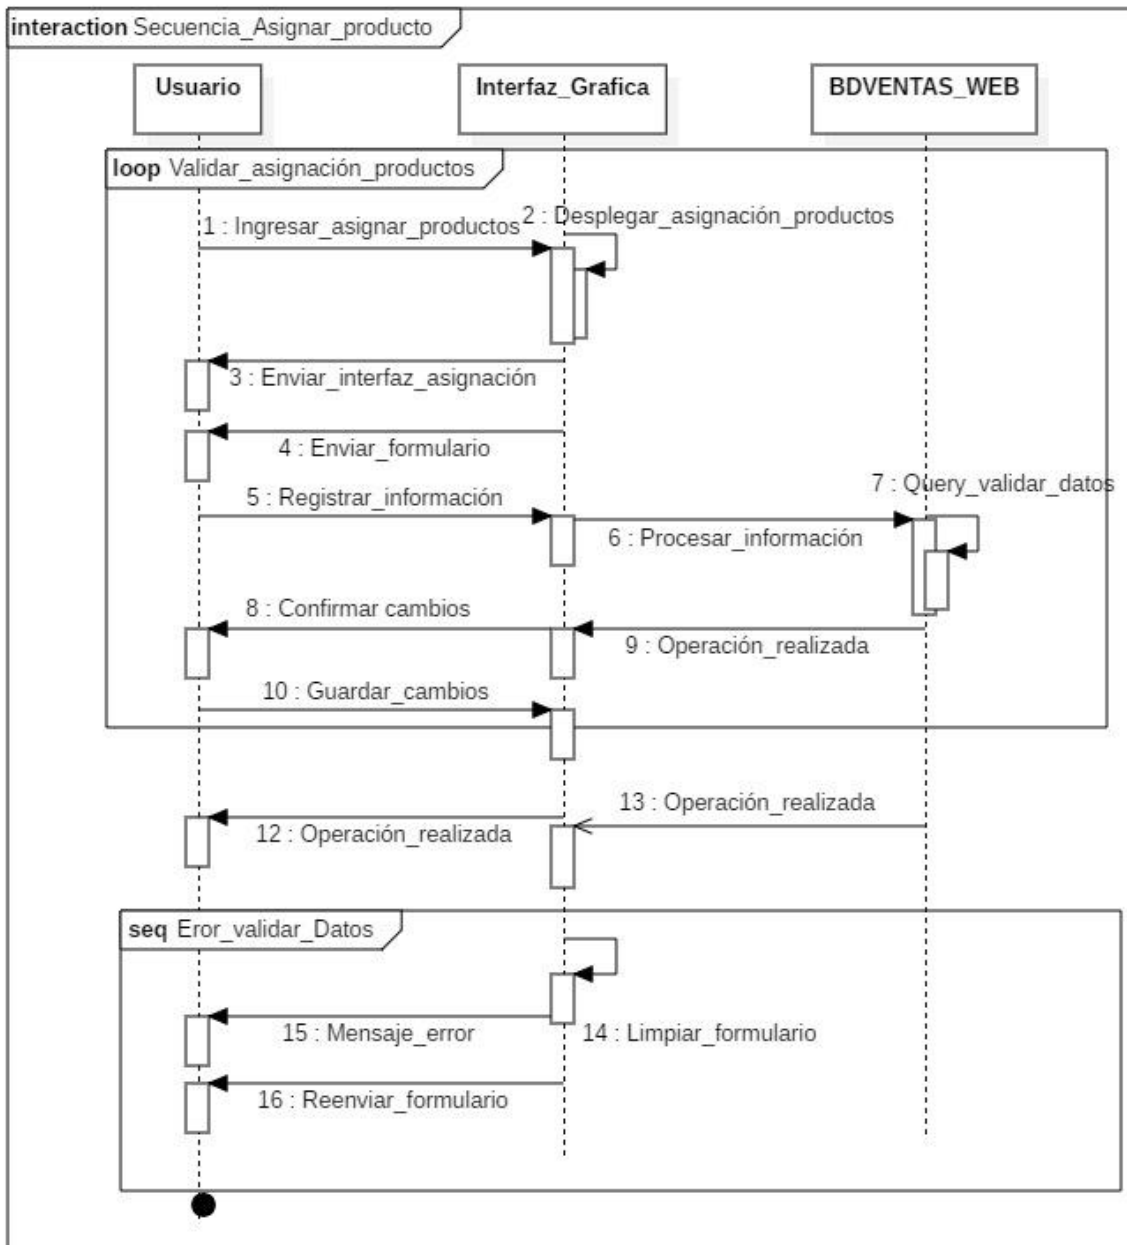 interaction Secuencia_Asignar_producto
Usuario
Interfaz_Grafica
BDVENTAS_WEB
loop Validar_asignación_productos
1 : Ingresar_asignar_productos
2 : Desplegar_asignación_productos
3 : Enviar_interfaz_asignación
4 : Enviar_formulario
5 : Registrar_información
7 : Query_validar_datos
6 : Procesar_información
8 : Confirmar cambios
9 : Operación_realizada
10 : Guardar_cambios
13 : Operación_realizada
12 : Operación_realizada
seq Eror_validar_Datos
15 : Mensaje_error
14 : Limpiar_formulario
16 : Reenviar_formulario